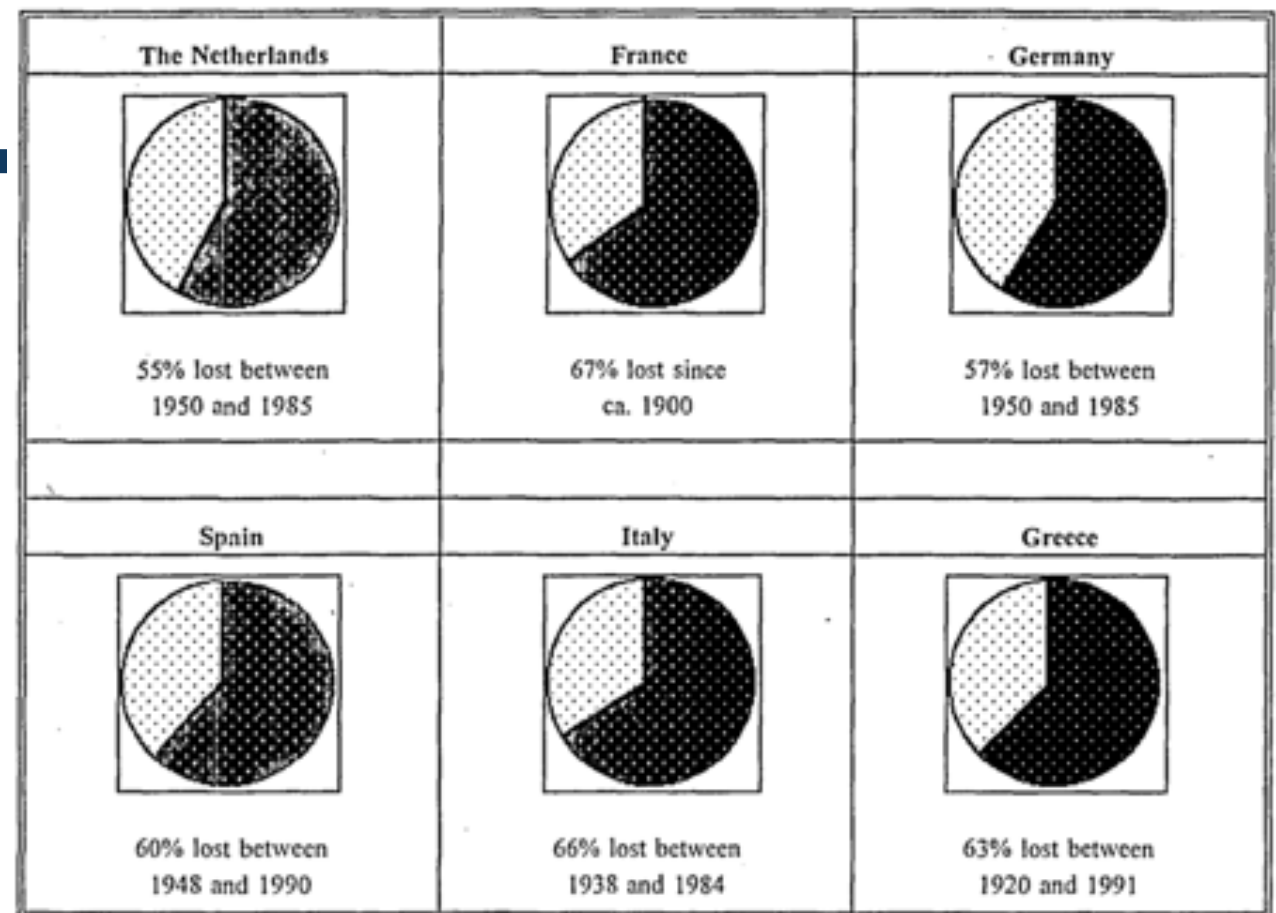 The Netherlands
France
Germany
55% lost between
1950 and 1985
67% lost since
ca. 1900
57% lost between
1950 and 1985
Spain
Italy
Greece
60% lost between
1948 and 1990
66% lost between
1938 and 1984
63% lost between
1920 and 1991